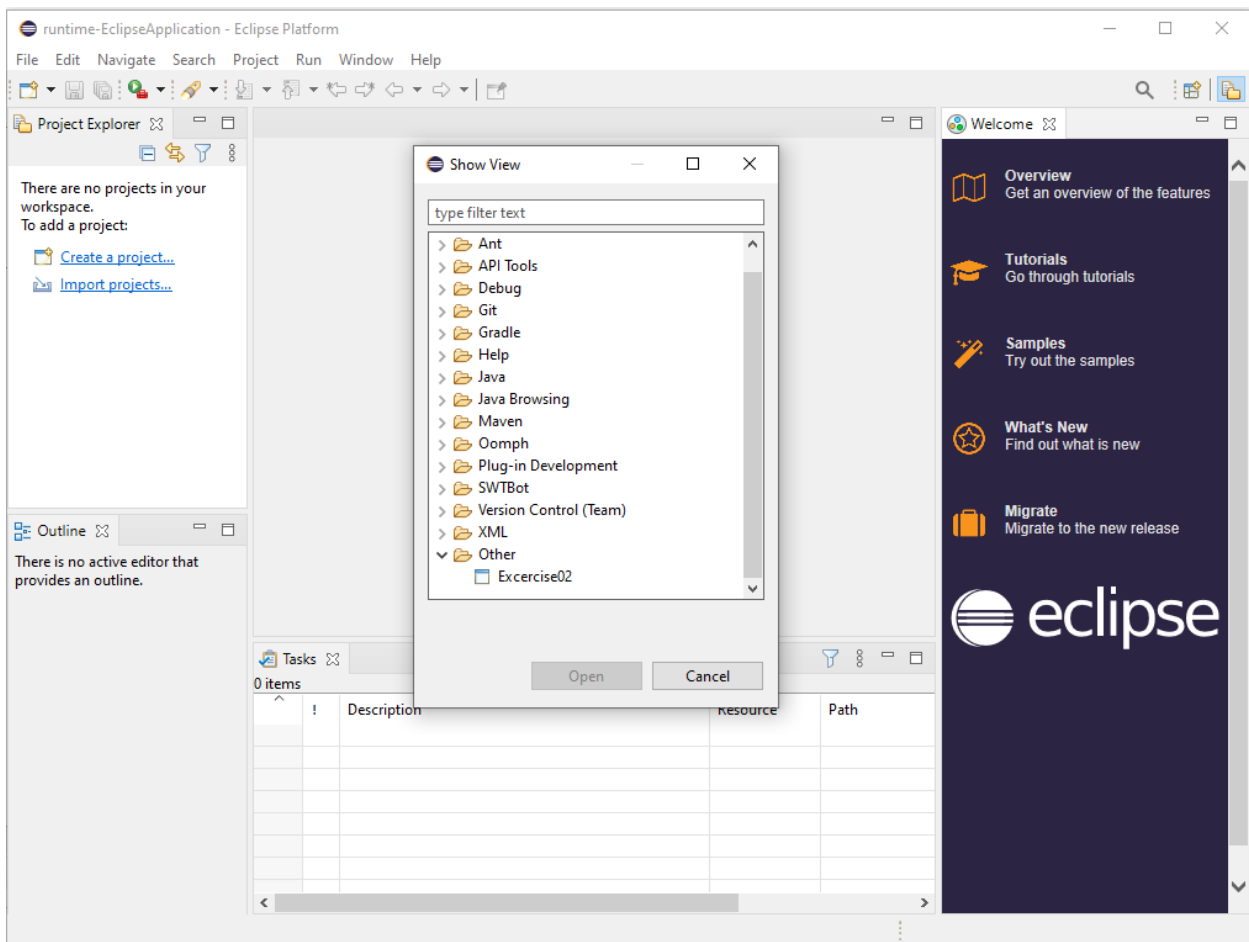 runtime-EclipseApplication - Eclipse Platform
File Edit Navigate Search Project Run Window Help
Project Explorer
There are no projects in your
workspace.
To add a project:
Create a project...
Import projects...
Outline
There is no active editor that
provides an outline.
Show View
type filter text
Ant
API Tools
Debug
Git
Gradle
Help
Java
Java Browsing
Maven
Oomph
Plug-in Development
SWTBot
Version Control (Team)
XML
Other
Excercise02
Open Cancel
Tasks
0 items
! Description Resource Path
Welcome
Overview
Get an overview of the features
Tutorials
Go through tutorials
Samples
Try out the samples
What's New
Find out what is new
Migrate
Migrate to the new release
eclipse